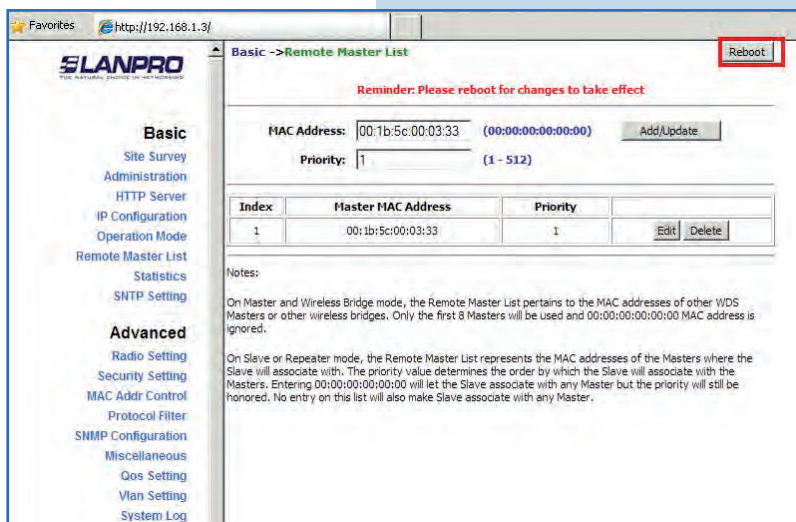 Favorites http://192.168.1.3/
LANPRO
THE NATURAL CHOICE IN NETWORKING
Basic
Site Survey
Administration
HTTP Server
IP Configuration
Operation Mode
Remote Master List
Statistics
SNTP Setting
Advanced
Radio Setting
Security Setting
MAC Addr Control
Protocol Filter
SNMP Configuration
Miscellaneous
Qos Setting
Vlan Setting
System Log
Basic ->Remote Master List
Reboot
Reminder: Please reboot for changes to take effect
MAC Address: 00:1b:5c:00:03:33 (00:00:00:00:00:00) Add/Update
Priority: 1 (1 - 512)
Index Master MAC Address Priority
1 00:1b:5c:00:03:33 1 Edit Delete
Notes:
On Master and Wireless Bridge mode, the Remote Master List pertains to the MAC addresses of other WDS
Masters or other wireless bridges. Only the first 8 Masters will be used and 00:00:00:00:00:00 MAC address is
ignored.
On Slave or Repeater mode, the Remote Master List represents the MAC addresses of the Masters where the
Slave will associate with. The priority value determines the order by which the Slave will associate with the
Masters. Entering 00:00:00:00:00:00 will let the Slave associate with any Master but the priority will still be
honored. No entry on this list will also make Slave associate with any Master.